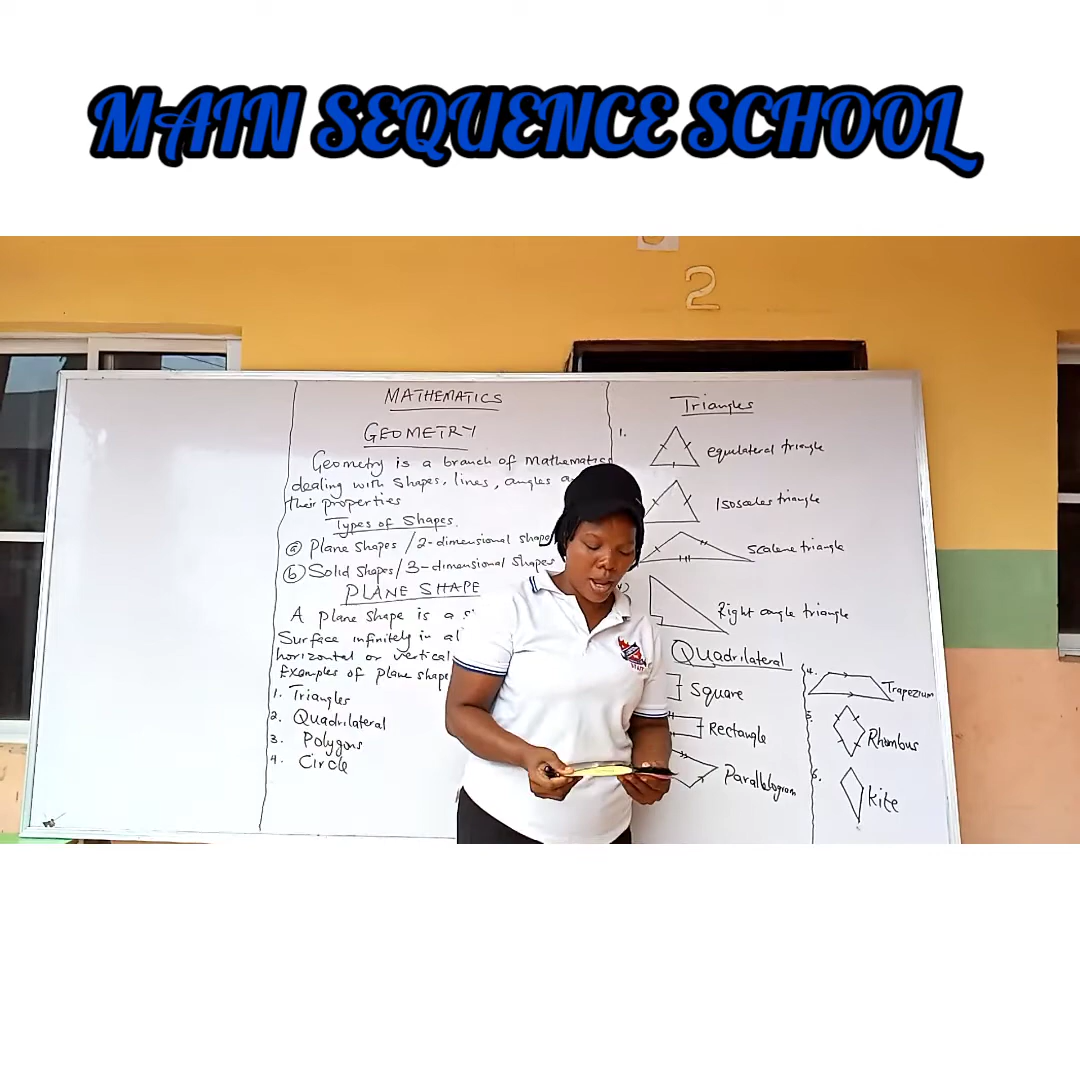 MAIN SEQUENCE SCHOOL
2
MATHEMATICS
GEOMETRY
Geometry is a branch of Mathematics
dealing with Shapes, lines, angles
their properties
Types of Shapes.
(a) Plane shapes / 2-dimensional shape
(b) Solid Shapes / 3-dimensional Shapes
PLANE SHAPE
A plane shape is a
Surface infinitely in
horizontal or vertical
Examples of plane shape
1. Triangles
2. Quadrilateral
3. Polygons
4. Circle
Triangles
1. equilateral triangle
Isosceles triangle
Scalene triangle
Right angle triangle
Quadrilateral
Square
Rectangle
Parallelogram
4. Trapezium
5. Rhombus
6. Kite
STAFF